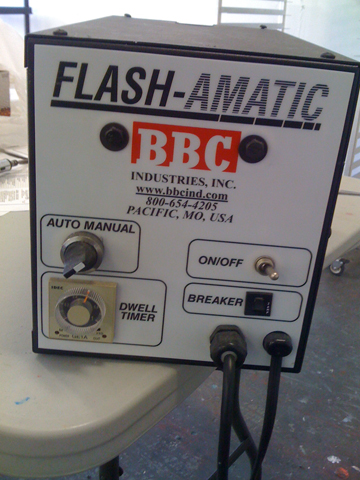 FLASH-AMATIC
BBC
INDUSTRIES, INC.
www.bbcind.com
800-654-4205
PACIFIC, MO, USA
AUTO MANUAL
ON/OFF
DWELL
TIMER
BREAKER